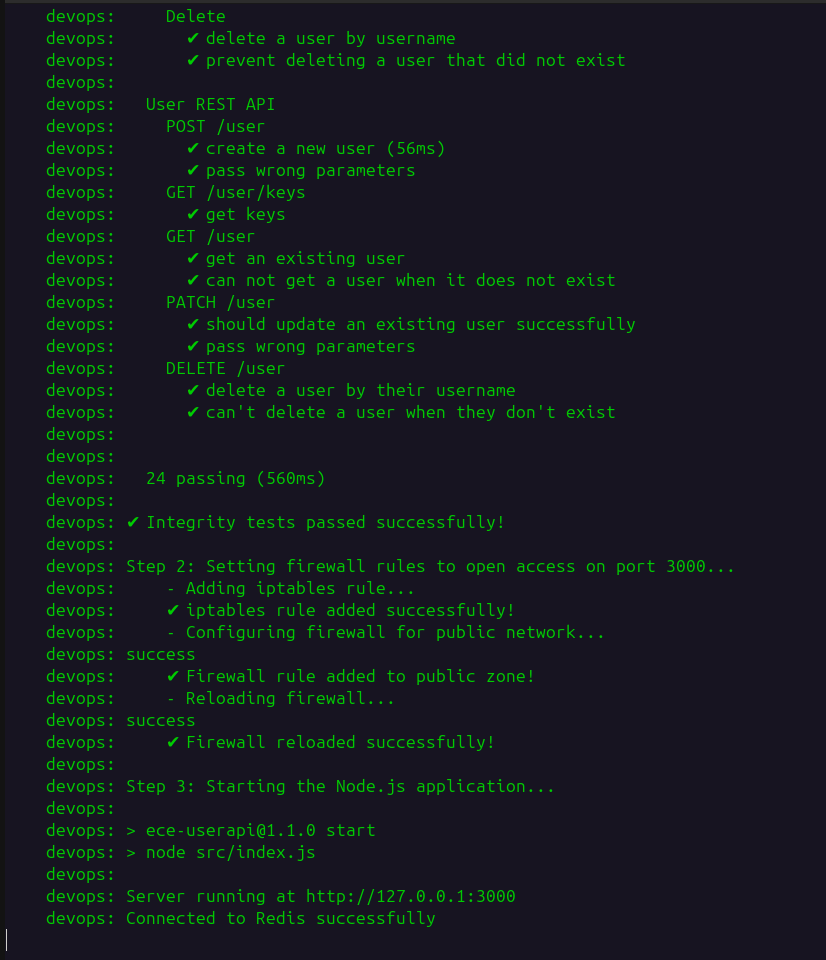 devops:     Delete
devops:       ✔ delete a user by username
devops:       ✔ prevent deleting a user that did not exist
devops:
devops:   User REST API
devops:     POST /user
devops:       ✔ create a new user (56ms)
devops:       ✔ pass wrong parameters
devops:     GET /user/keys
devops:       ✔ get keys
devops:     GET /user
devops:       ✔ get an existing user
devops:       ✔ can not get a user when it does not exist
devops:     PATCH /user
devops:       ✔ should update an existing user successfully
devops:       ✔ pass wrong parameters
devops:     DELETE /user
devops:       ✔ delete a user by their username
devops:       ✔ can't delete a user when they don't exist
devops:
devops:
devops:   24 passing (560ms)
devops:
devops: ✔ Integrity tests passed successfully!
devops:
devops: Step 2: Setting firewall rules to open access on port 3000...
devops:     - Adding iptables rule...
devops:     ✔ iptables rule added successfully!
devops:     - Configuring firewall for public network...
devops: success
devops:     ✔ Firewall rule added to public zone!
devops:     - Reloading firewall...
devops: success
devops:     ✔ Firewall reloaded successfully!
devops:
devops: Step 3: Starting the Node.js application...
devops:
devops: > ece-userapi@1.1.0 start
devops: > node src/index.js
devops:
devops: Server running at http://127.0.0.1:3000
devops: Connected to Redis successfully